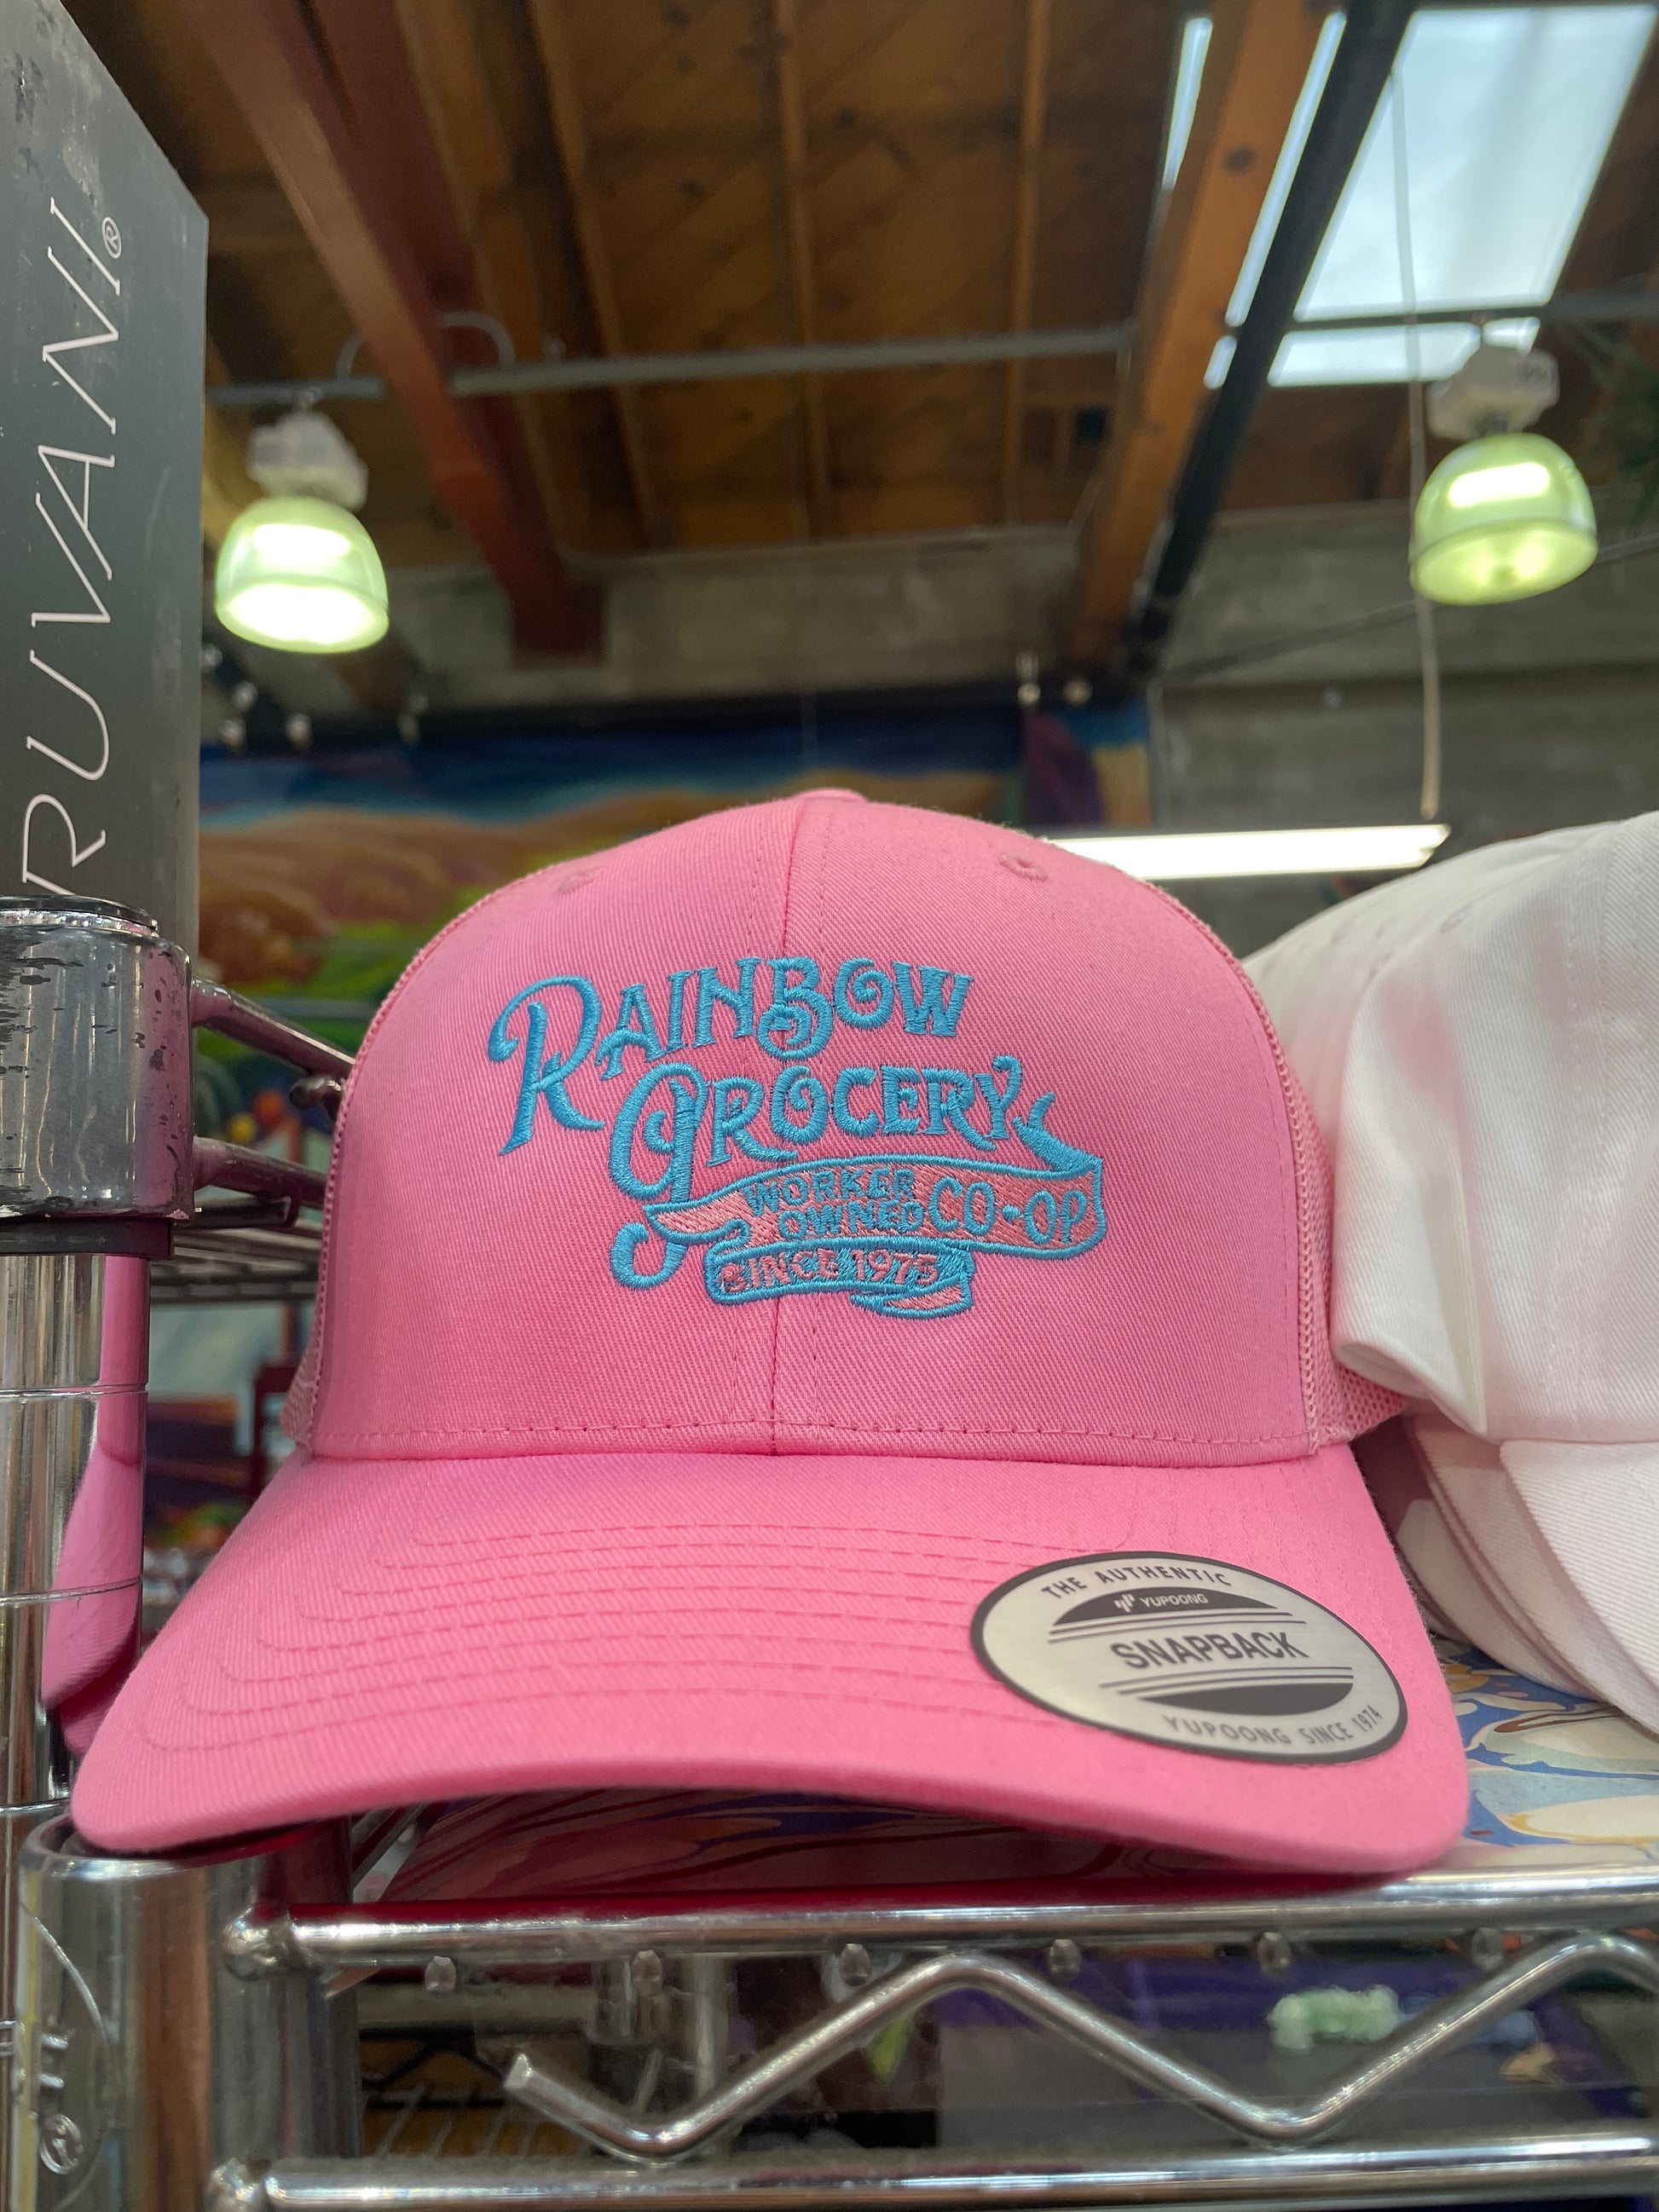 RUVANI®
RAINBOW
GROCERY
WORKER
OWNED CO-OP
SINCE 1975
THE AUTHENTIC
YUPOONG
SNAPBACK
YUPOONG SINCE 1974